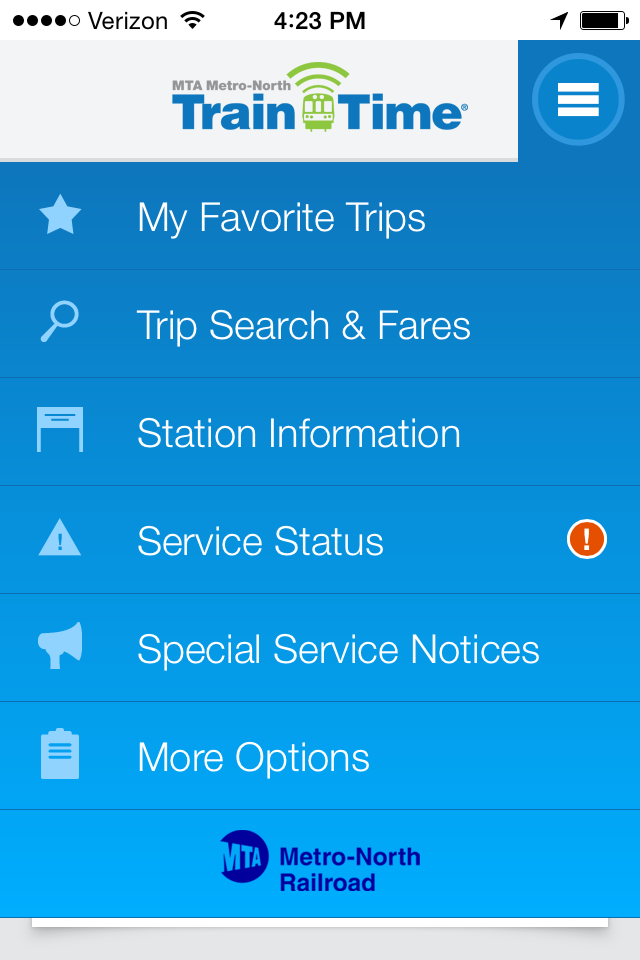 Verizon 4:23 PM
MTA Metro-North
Train Time®
My Favorite Trips
Trip Search & Fares
Station Information
Service Status !
Special Service Notices
More Options
MTA Metro-North
Railroad